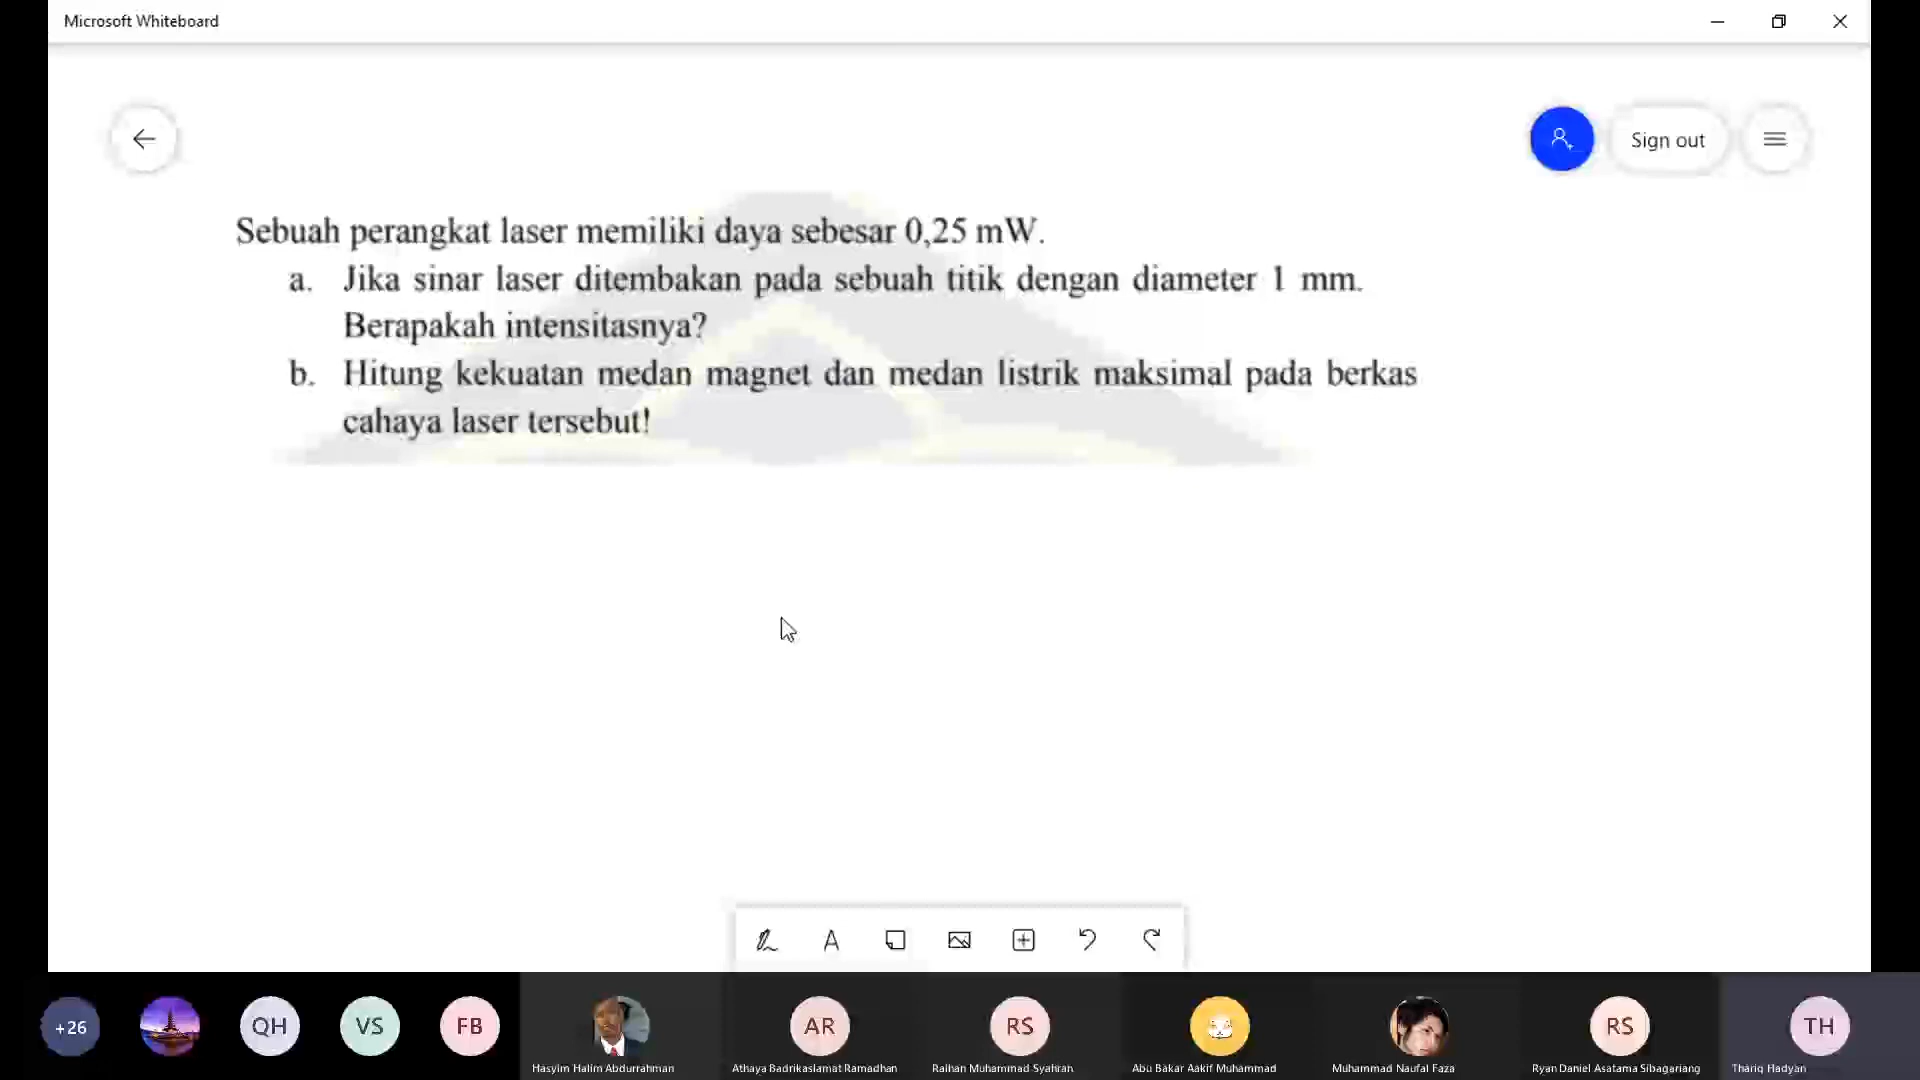 Microsoft Whiteboard
Sign out
Sebuah perangkat laser memiliki daya sebesar 0,25 mW.
a. Jika sinar laser ditembakan pada sebuah titik dengan diameter 1 mm.
Berapakah intensitasnya?
b. Hitung kekuatan medan magnet dan medan listrik maksimal pada berkas
cahaya laser tersebut!
A
+26 QH VS FB AR RS RS TH
Hasyim Halim Abdurrahman Athaya Badrikaslamat Ramadhan Raihan Muhammad Syahran Abu Bakar Aakif Muhammad Muhammad Naufal Faza Ryan Daniel Asatama Sibagariang Thariq Hadyan